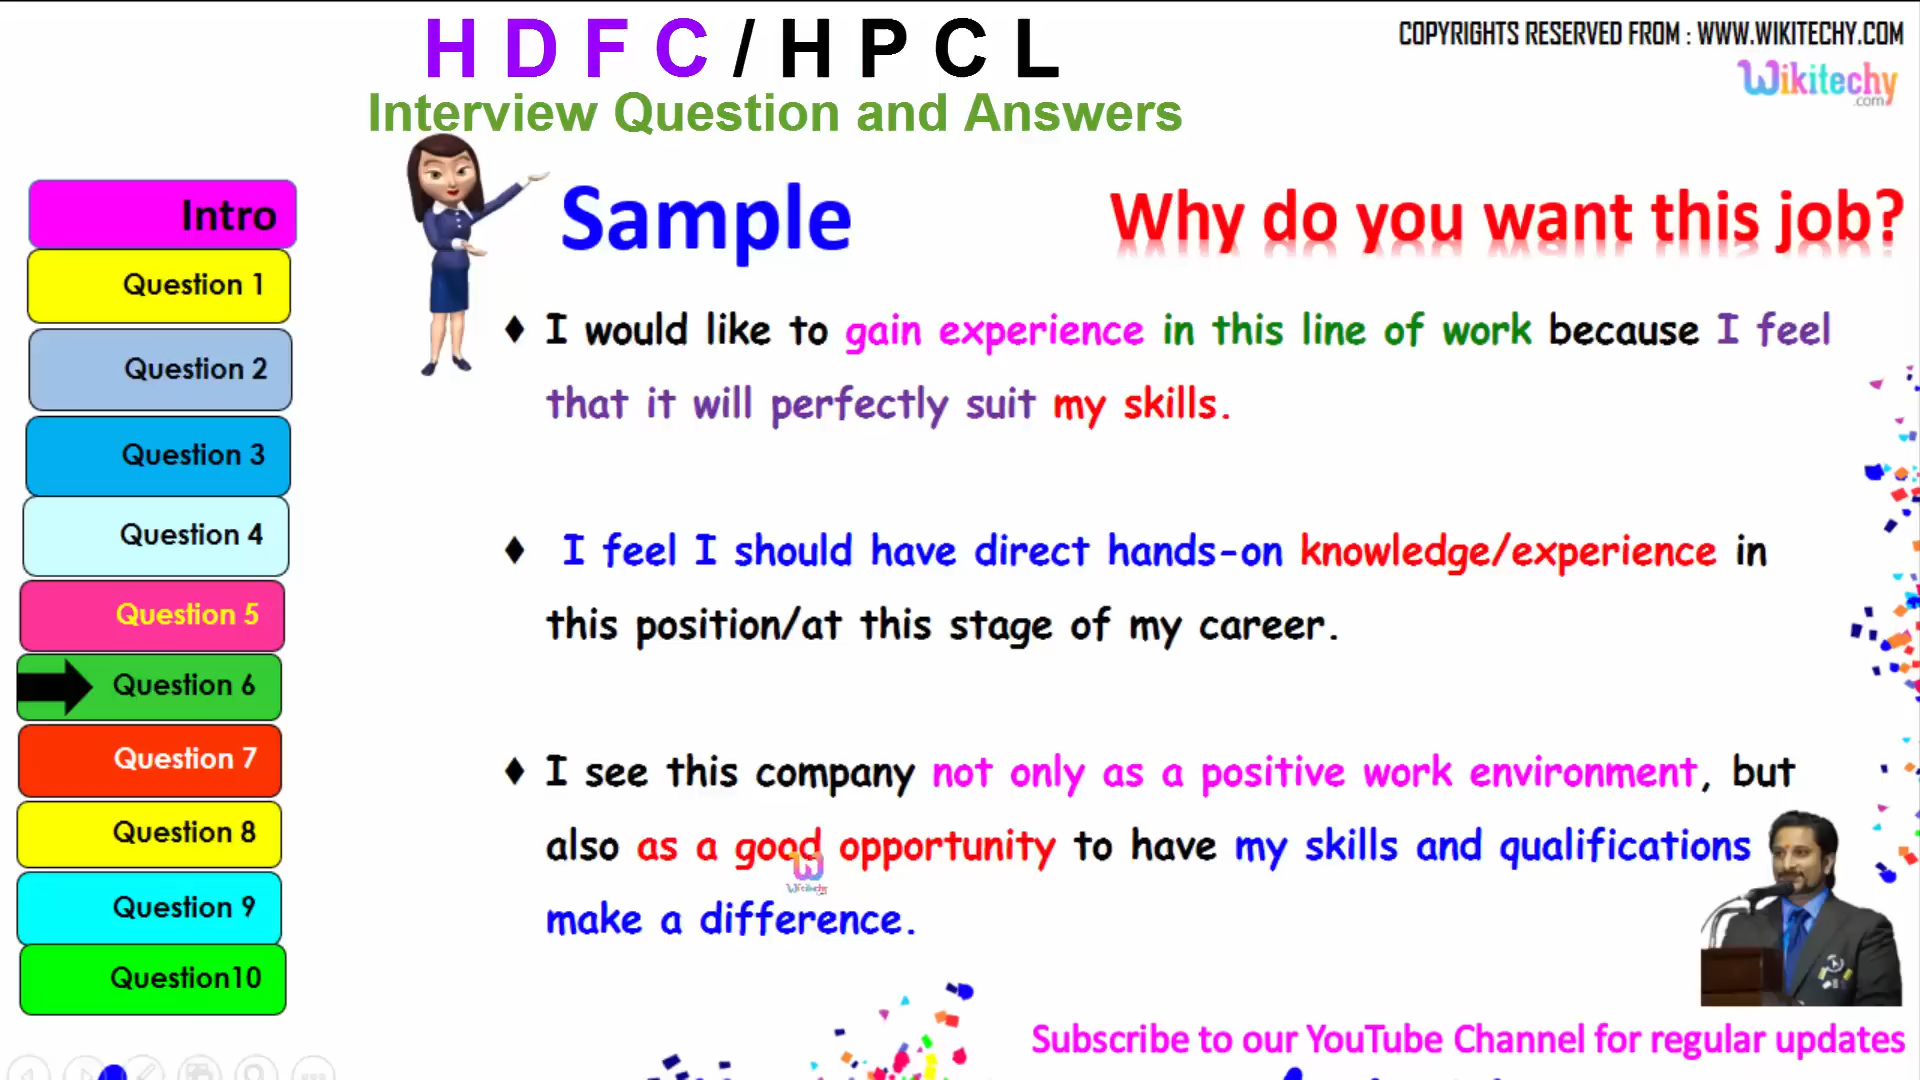 H D F C / H P C L
COPYRIGHTS RESERVED FROM : WWW.WIKITECHY.COM
Wikitechy
.com
Interview Question and Answers
Sample
Why do you want this job?
Intro
Question 1
Question 2
Question 3
Question 4
Question 5
Question 6
Question 7
Question 8
Question 9
Question10
I would like to gain experience in this line of work because I feel
that it will perfectly suit my skills.
I feel I should have direct hands-on knowledge/experience in
this position/at this stage of my career.
I see this company not only as a positive work environment, but
also as a good opportunity to have my skills and qualifications
Wikitechy
make a difference.
Subscribe to our YouTube Channel for regular updates